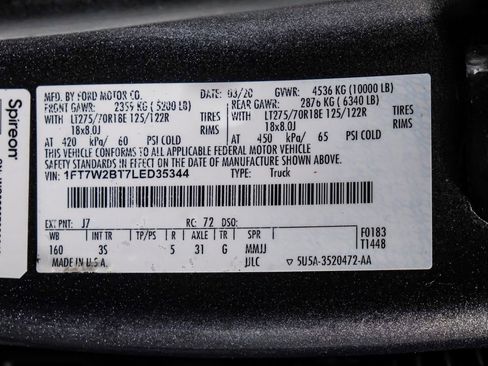 Spireon
MFD. BY FORD MOTOR CO. DATE: 03/20 GVWR: 4536 KG (10000 LB)
FRONT GAWR: 2359 KG (5200 LB) REAR GAWR: 2876 KG (6340 LB)
WITH LT275/70R18E 125/122R TIRES WITH LT275/70R18E 125/122R TIRES
18x8.0J RIMS 18x8.0J RIMS
AT 420 kPa/ 60 PSI COLD AT 450 kPa/ 65 PSI COLD
THIS VEHICLE CONFORMS TO ALL APPLICABLE FEDERAL MOTOR VEHICLE
SAFETY STANDARDS IN EFFECT ON THE DATE OF MANUFACTURE SHOWN ABOVE.
VIN: 1FT7W2BT7LED35344 TYPE: Truck
EXT PNT: J7 RC: 72 DSO:
WB INT TR TP/PS R AXLE TR SPR F0183
160 3S 5 31 G MMJJ T1448
MADE IN U.S.A. JJLC 5U5A-3520472-AA